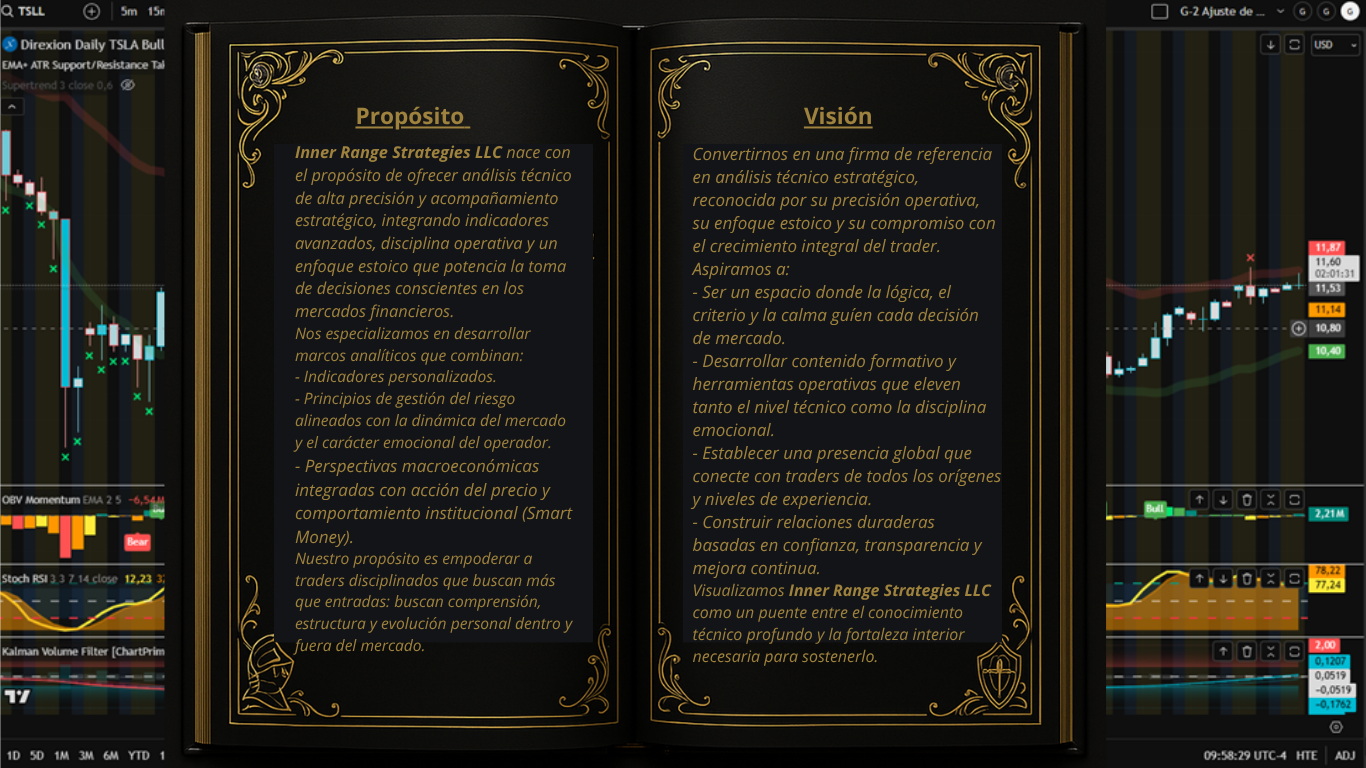 TSLL
5m
15m
Direxion Daily TSLA Bull
EMA+ ATR Support/Resistance
Supertrend 3 close 0,6
OBV Momentum EMA 2 5 −6,54M
Bear
Stoch RSI 3 3 7 14 close 12,23
Kalman Volume Filter [ChartPrim
1D 5D 1M 3M 6M YTD
Propósito
Inner Range Strategies LLC nace con
el propósito de ofrecer análisis técnico
de alta precisión y acompañamiento
estratégico, integrando indicadores
avanzados, disciplina operativa y un
enfoque estoico que potencia la toma
de decisiones conscientes en los
mercados financieros.
Nos especializamos en desarrollar
marcos analíticos que combinan:
- Indicadores personalizados.
- Principios de gestión del riesgo
alineados con la dinámica del mercado
y el carácter emocional del operador.
- Perspectivas macroeconómicas
integradas con acción del precio y
comportamiento institucional (Smart
Money).
Nuestro propósito es empoderar a
traders disciplinados que buscan más
que entradas: buscan comprensión,
estructura y evolución personal dentro y
fuera del mercado.
Visión
Convertirnos en una firma de referencia
en análisis técnico estratégico,
reconocida por su precisión operativa,
su enfoque estoico y su compromiso con
el crecimiento integral del trader.
Aspiramos a:
- Ser un espacio donde la lógica, el
criterio y la calma guíen cada decisión
de mercado.
- Desarrollar contenido formativo y
herramientas operativas que eleven
tanto el nivel técnico como la disciplina
emocional.
- Establecer una presencia global que
conecte con traders de todos los orígenes
y niveles de experiencia.
- Construir relaciones duraderas
basadas en confianza, transparencia y
mejora continua.
Visualizamos Inner Range Strategies LLC
como un puente entre el conocimiento
técnico profundo y la fortaleza interior
necesaria para sostenerlo.
G-2 Ajuste de ...
G
G
G
USD
11,87
11,60
02:01:31
11,53
11,14
10,80
10,40
Bull
2,21M
78,22
77,24
2,00
0,1207
0,0519
−0,0519
−0,1762
09:58:29 UTC-4 HTE ADJ